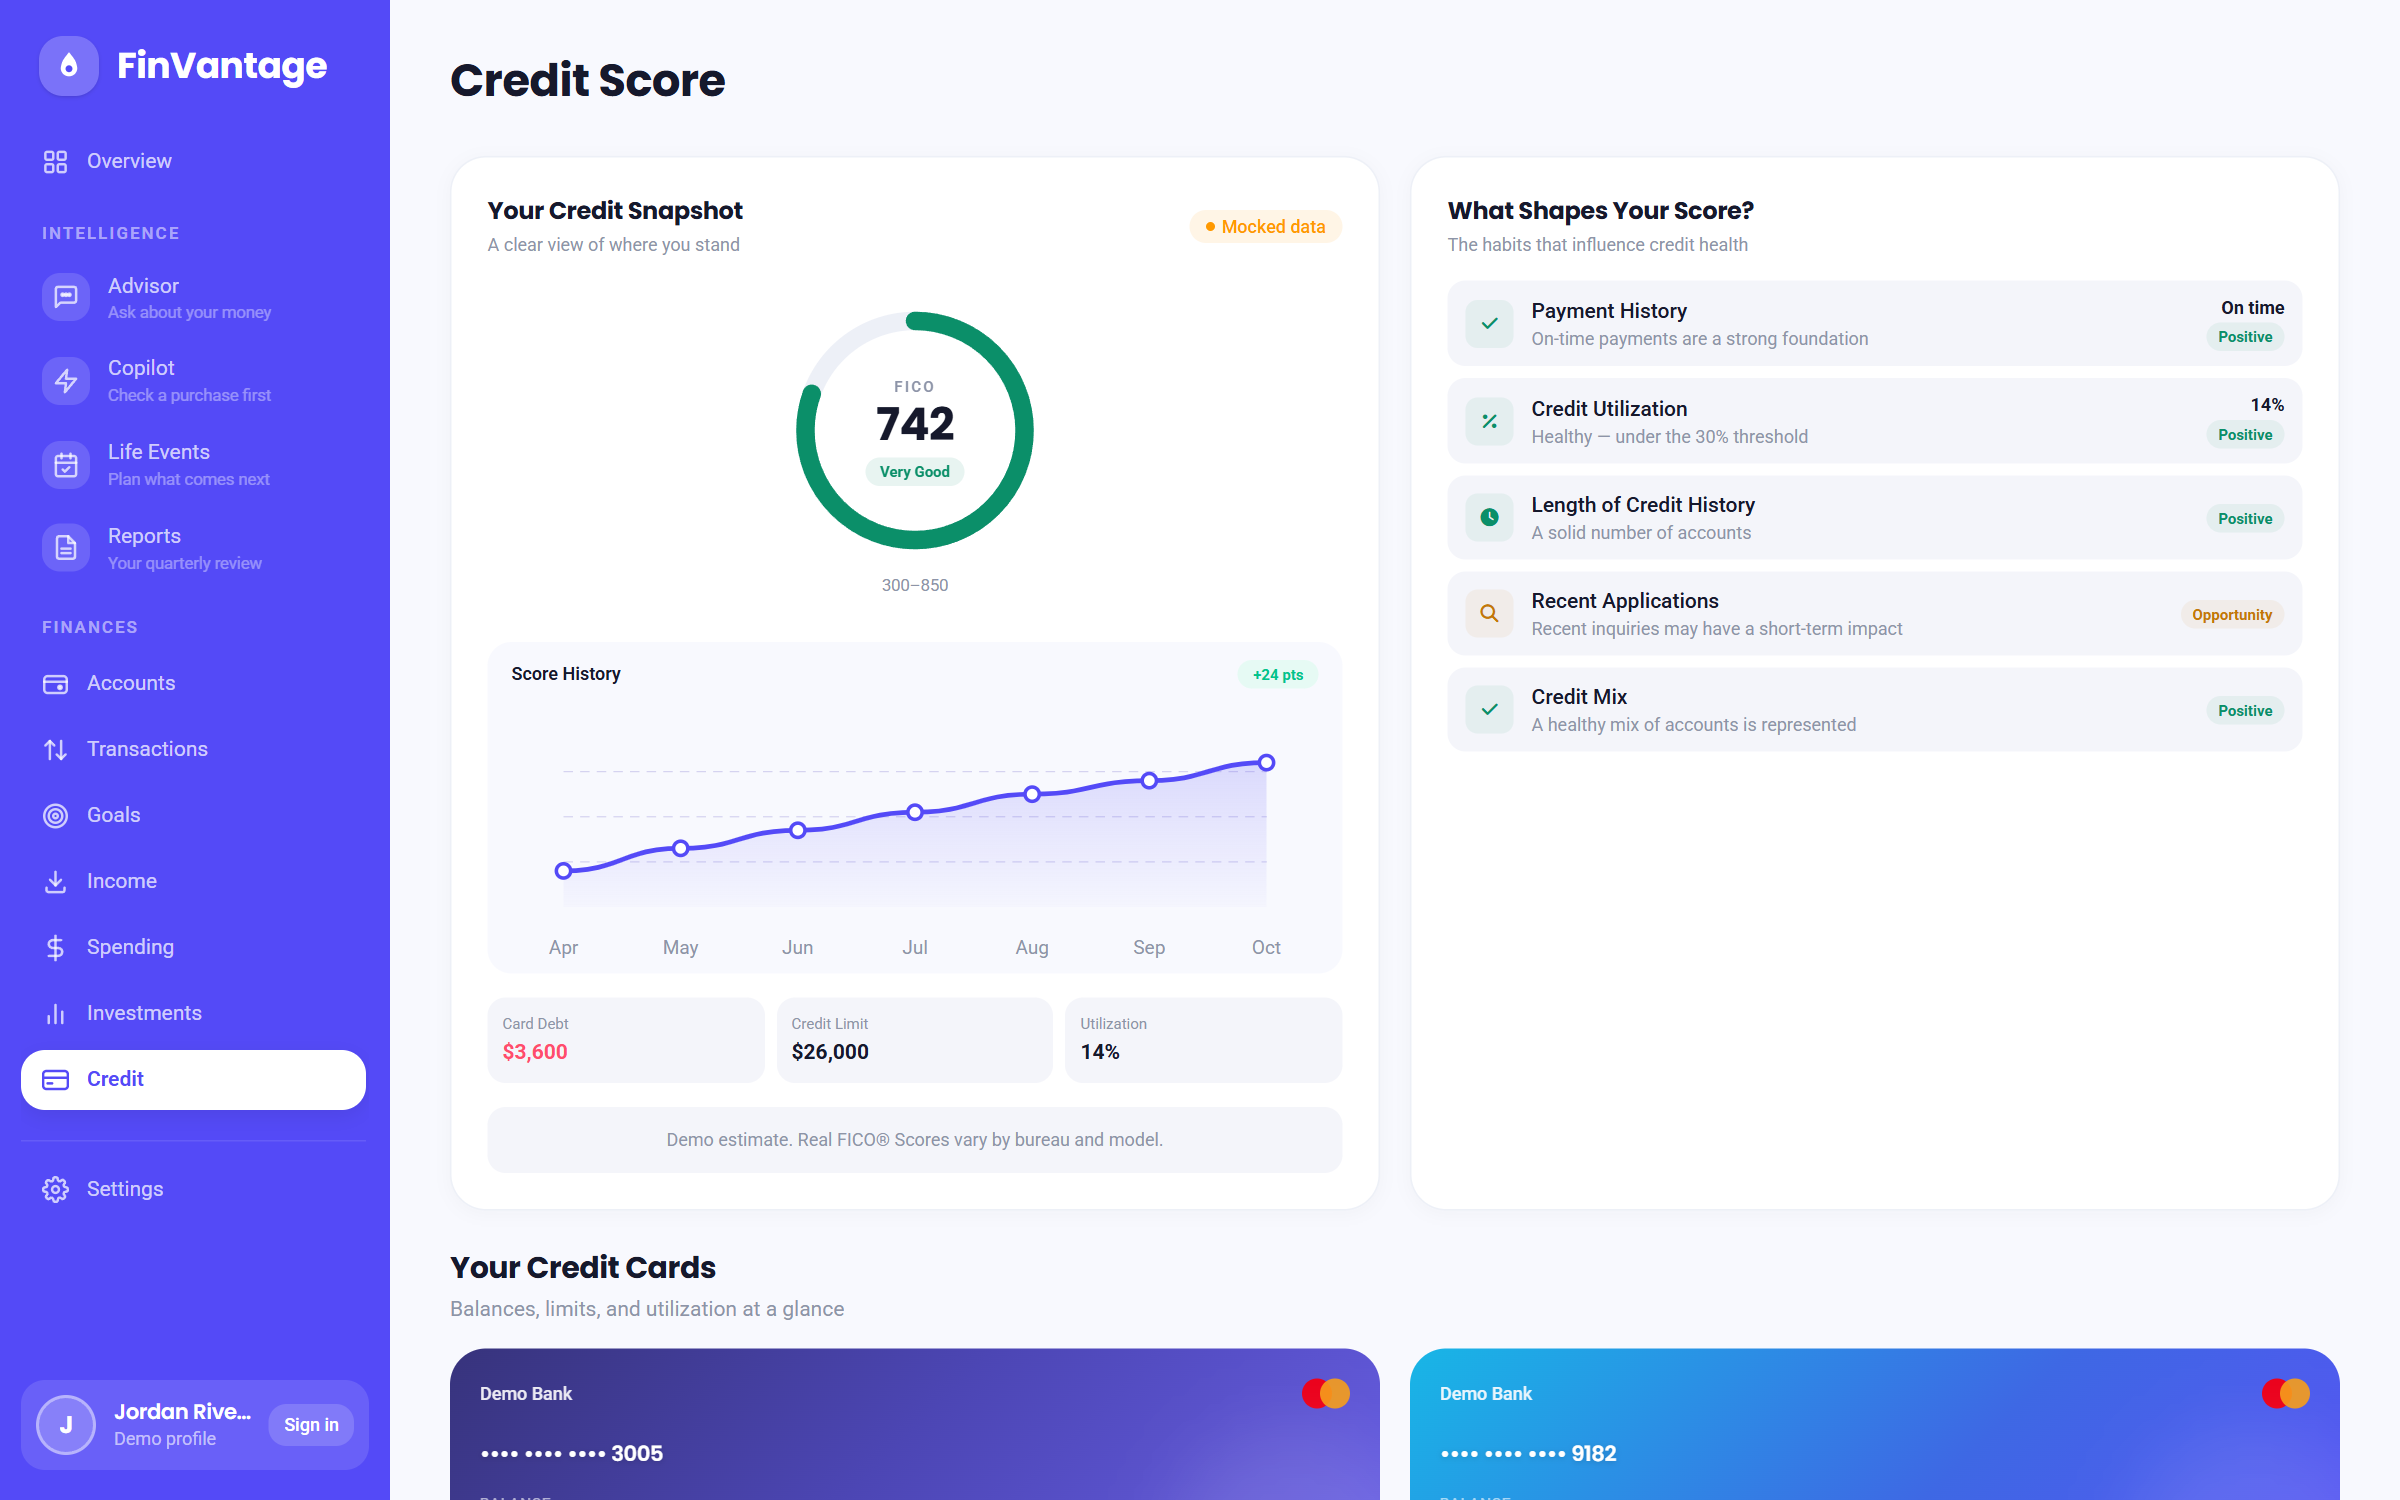 FinVantage
Overview
INTELLIGENCE
Advisor
Ask about your money
Copilot
Check a purchase first
Life Events
Plan what comes next
Reports
Your quarterly review
FINANCES
Accounts
Transactions
Goals
Income
Spending
Investments
Credit
Settings
J
Jordan Rive...
Demo profile
Sign in
Credit Score
Your Credit Snapshot
A clear view of where you stand
Mocked data
FICO
742
Very Good
300–850
Score History
+24 pts
Apr May Jun Jul Aug Sep Oct
Card Debt
$3,600
Credit Limit
$26,000
Utilization
14%
Demo estimate. Real FICO® Scores vary by bureau and model.
What Shapes Your Score?
The habits that influence credit health
Payment History
On-time payments are a strong foundation
On time
Positive
Credit Utilization
Healthy — under the 30% threshold
14%
Positive
Length of Credit History
A solid number of accounts
Positive
Recent Applications
Recent inquiries may have a short-term impact
Opportunity
Credit Mix
A healthy mix of accounts is represented
Positive
Your Credit Cards
Balances, limits, and utilization at a glance
Demo Bank
•••• •••• •••• 3005
Demo Bank
•••• •••• •••• 9182